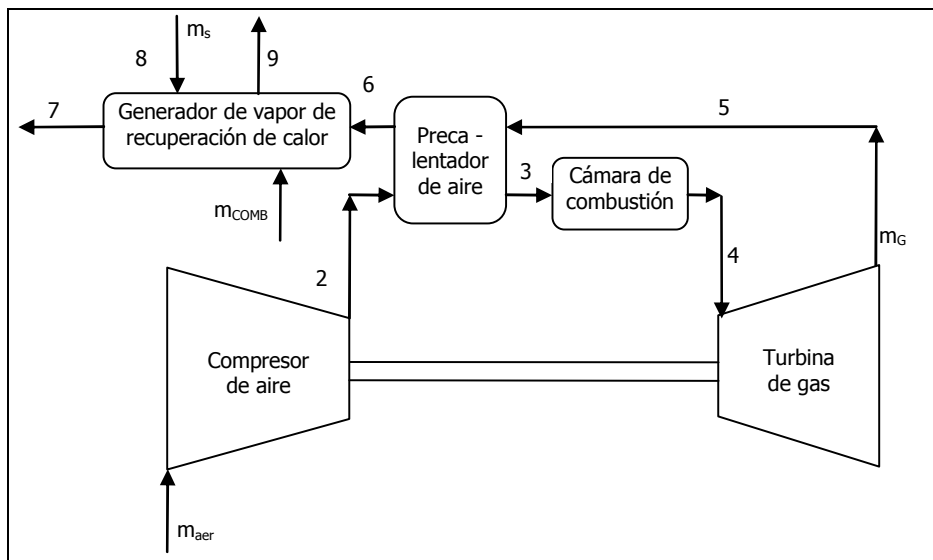 m_s
8
9
6
5
7
Generador de vapor de
recuperación de calor
Preca -
lentador
de aire
3
Cámara de
combustión
m_COMB
2
4
m_G
Compresor
de aire
Turbina
de gas
m_aer